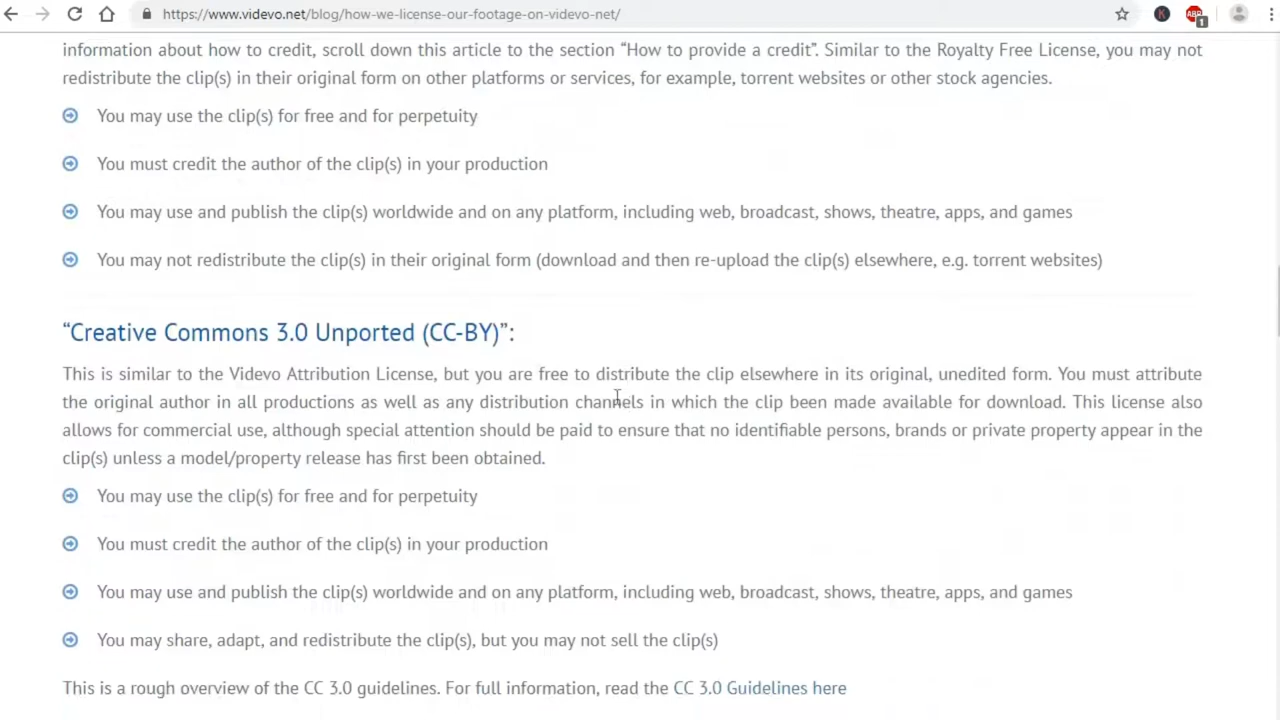 https://www.videvo.net/blog/how-we-license-our-footage-on-videvo-net/
K
ABP
1
information about how to credit, scroll down this article to the section “How to provide a credit”. Similar to the Royalty Free License, you may not
redistribute the clip(s) in their original form on other platforms or services, for example, torrent websites or other stock agencies.
You may use the clip(s) for free and for perpetuity
You must credit the author of the clip(s) in your production
You may use and publish the clip(s) worldwide and on any platform, including web, broadcast, shows, theatre, apps, and games
You may not redistribute the clip(s) in their original form (download and then re-upload the clip(s) elsewhere, e.g. torrent websites)
“Creative Commons 3.0 Unported (CC-BY)”:
This is similar to the Videvo Attribution License, but you are free to distribute the clip elsewhere in its original, unedited form. You must attribute
the original author in all productions as well as any distribution channels in which the clip been made available for download. This license also
allows for commercial use, although special attention should be paid to ensure that no identifiable persons, brands or private property appear in the
clip(s) unless a model/property release has first been obtained.
You may use the clip(s) for free and for perpetuity
You must credit the author of the clip(s) in your production
You may use and publish the clip(s) worldwide and on any platform, including web, broadcast, shows, theatre, apps, and games
You may share, adapt, and redistribute the clip(s), but you may not sell the clip(s)
This is a rough overview of the CC 3.0 guidelines. For full information, read the CC 3.0 Guidelines here